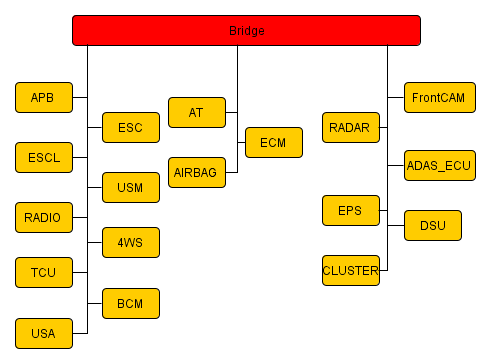 Bridge
APB
ESC
ESCL
USM
RADIO
4WS
TCU
BCM
USA
AT
ECM
AIRBAG
FrontCAM
RADAR
ADAS_ECU
EPS
DSU
CLUSTER